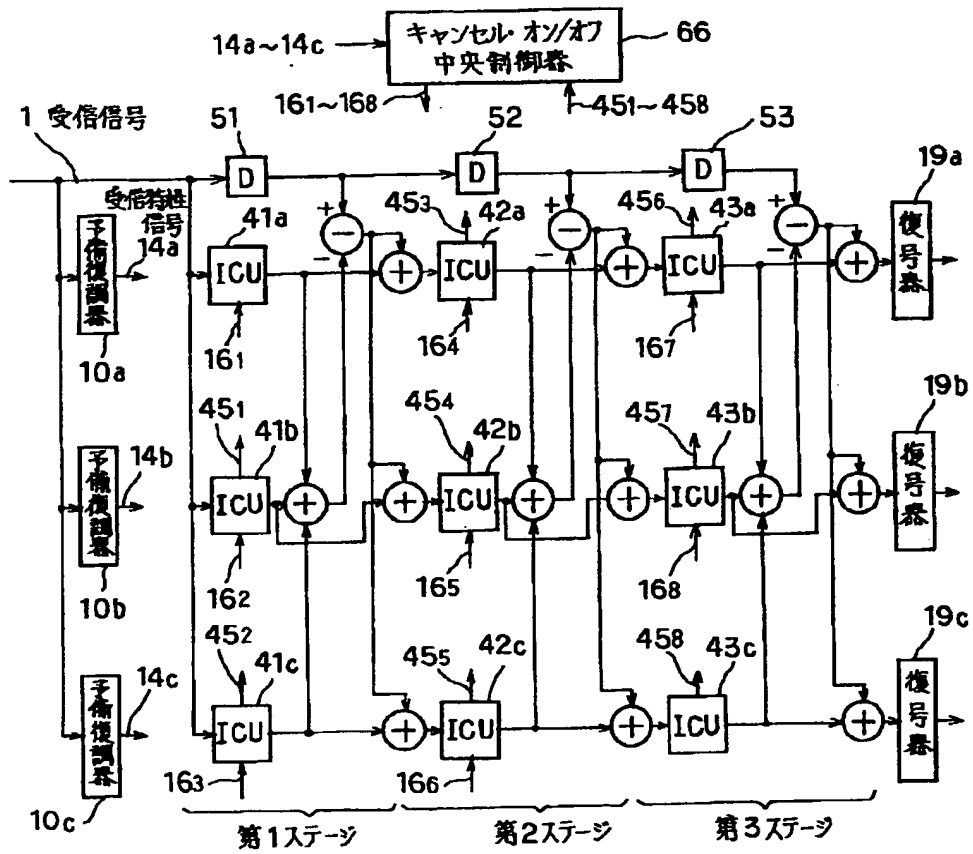 14a~14c
キャンセル・オン/オフ
中央制御器
66
16₁~16₈
45₁~45₈
1 受信信号
51
D
52
D
53
D
受信特性
信号
14a
予備復調器
10a
41a
ICU
16₁
+
−
−
+
45₃
42a
ICU
16₄
+
−
−
+
45₆
43a
ICU
16₇
+
−
−
+
19a
復号器
14b
予備復調器
10b
45₁
41b
ICU
16₂
+
+
45₄
42b
ICU
16₅
+
+
45₇
43b
ICU
16₈
+
+
19b
復号器
14c
予備復調器
10c
45₂
41c
ICU
16₃
+
45₅
42c
ICU
16₆
+
45₈
43c
ICU
+
19c
復号器
第1ステージ
第2ステージ
第3ステージ